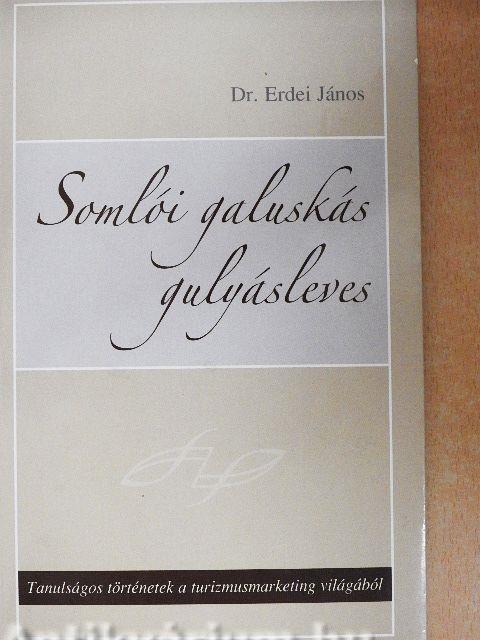 Dr. Erdei János
Somlói galuskás
gulyásleves
Tanulságos történetek a turizmusmarketing világából